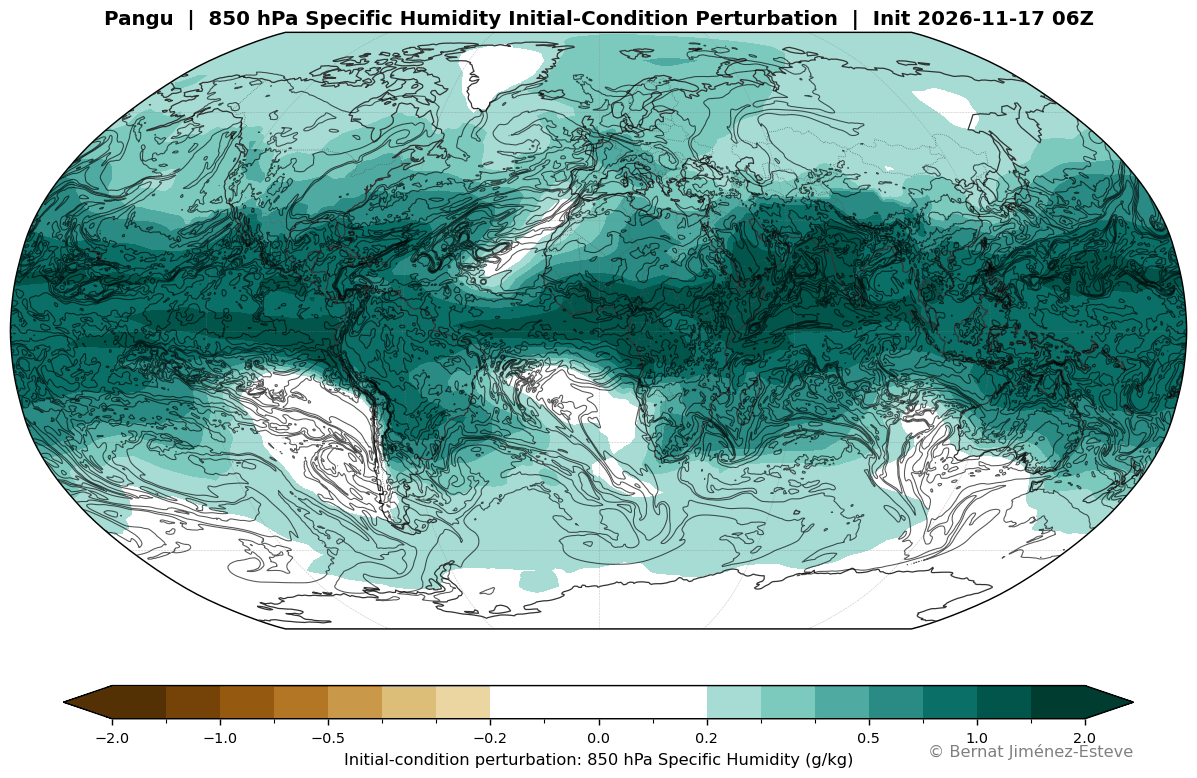 Pangu | 850 hPa Specific Humidity Initial-Condition Perturbation | Init 2026-11-17 06Z
−2.0 −1.0 −0.5 −0.2 0.0 0.2 0.5 1.0 2.0
Initial-condition perturbation: 850 hPa Specific Humidity (g/kg)
© Bernat Jiménez-Esteve